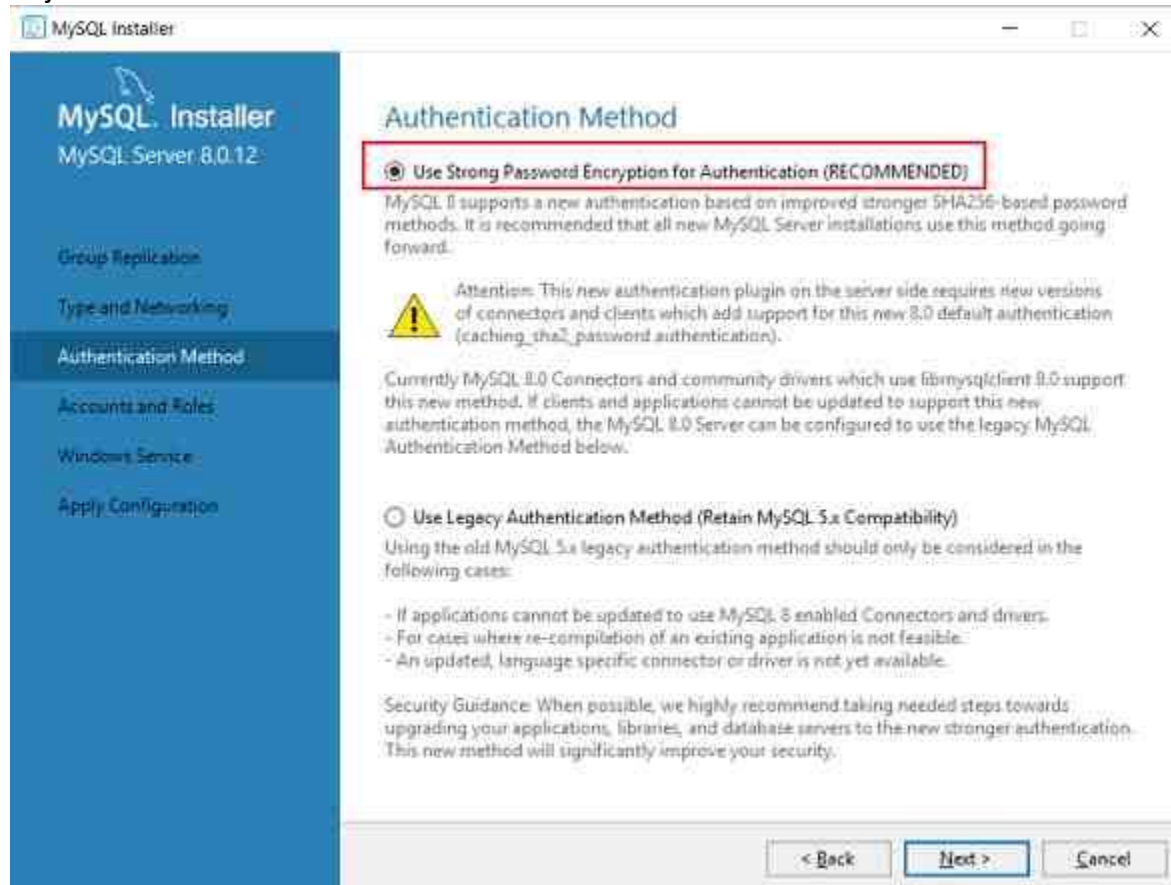 MySQL Installer
MySQL. Installer
MySQL Server 8.0.12
Group Replication
Type and Networking
Authentication Method
Accounts and Roles
Windows Service
Apply Configuration
Authentication Method
Use Strong Password Encryption for Authentication (RECOMMENDED)
MySQL 8 supports a new authentication based on improved stronger SHA256-based password
methods. It is recommended that all new MySQL Server installations use this method going
forward.
Attention: This new authentication plugin on the server side requires new versions
of connectors and clients which add support for this new 8.0 default authentication
(caching_sha2_password authentication).
Currently MySQL 8.0 Connectors and community drivers which use libmysqlclient 8.0 support
this new method. If clients and applications cannot be updated to support this new
authentication method, the MySQL 8.0 Server can be configured to use the legacy MySQL
Authentication Method below.
Use Legacy Authentication Method (Retain MySQL 5.x Compatibility)
Using the old MySQL 5.x legacy authentication method should only be considered in the
following cases:
- If applications cannot be updated to use MySQL 8 enabled Connectors and drivers.
- For cases where re-compilation of an existing application is not feasible.
- An updated, language specific connector or driver is not yet available.
Security Guidance: When possible, we highly recommend taking needed steps towards
upgrading your applications, libraries, and database servers to the new stronger authentication.
This new method will significantly improve your security.
< Back
Next >
Cancel